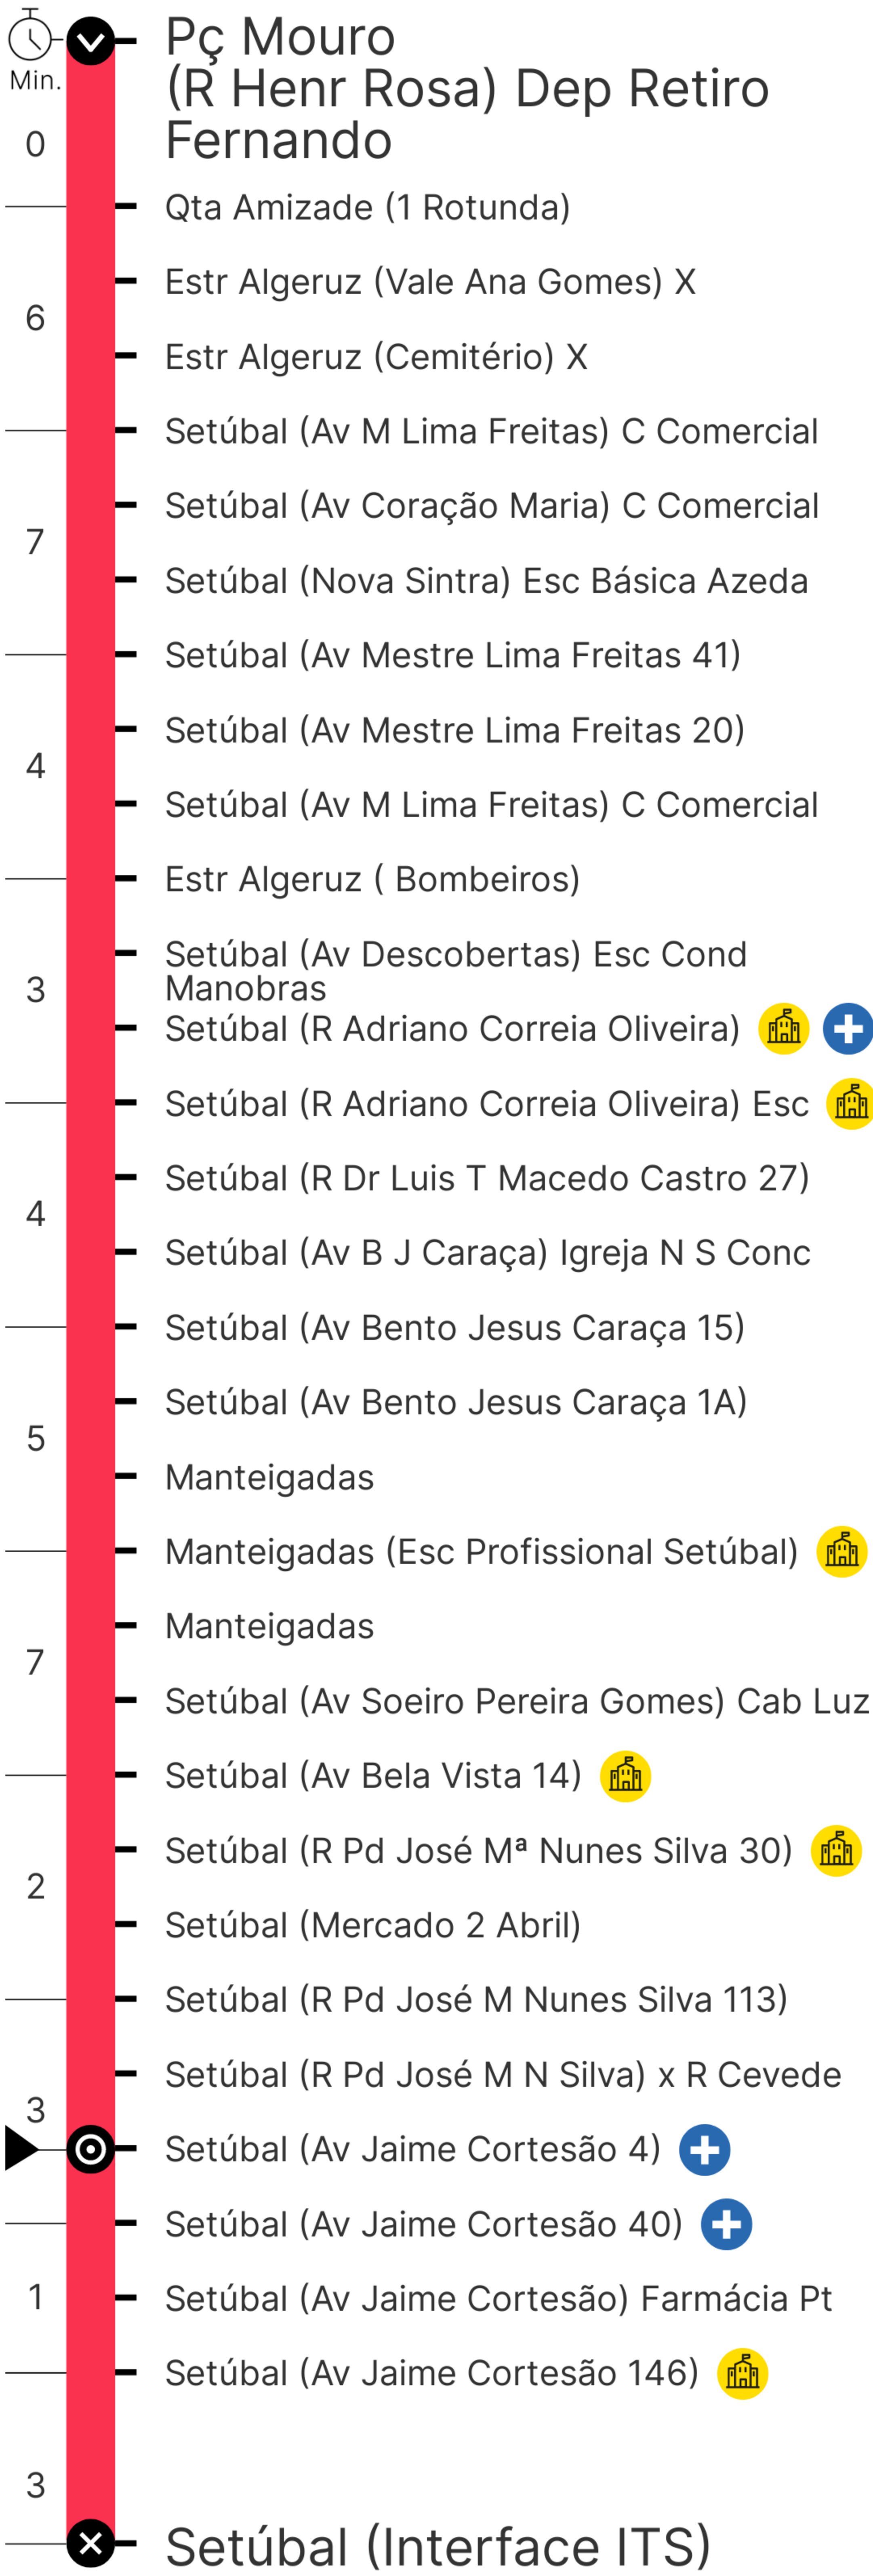 Min.
Pç Mouro
(R Henr Rosa) Dep Retiro
Fernando
0
Qta Amizade (1 Rotunda)
Estr Algeruz (Vale Ana Gomes) X
6
Estr Algeruz (Cemitério) X
Setúbal (Av M Lima Freitas) C Comercial
Setúbal (Av Coração Maria) C Comercial
7
Setúbal (Nova Sintra) Esc Básica Azeda
Setúbal (Av Mestre Lima Freitas 41)
Setúbal (Av Mestre Lima Freitas 20)
4
Setúbal (Av M Lima Freitas) C Comercial
Estr Algeruz ( Bombeiros)
Setúbal (Av Descobertas) Esc Cond
Manobras
3
Setúbal (R Adriano Correia Oliveira)
Setúbal (R Adriano Correia Oliveira) Esc
Setúbal (R Dr Luis T Macedo Castro 27)
4
Setúbal (Av B J Caraça) Igreja N S Conc
Setúbal (Av Bento Jesus Caraça 15)
Setúbal (Av Bento Jesus Caraça 1A)
5
Manteigadas
Manteigadas (Esc Profissional Setúbal)
Manteigadas
7
Setúbal (Av Soeiro Pereira Gomes) Cab Luz
Setúbal (Av Bela Vista 14)
Setúbal (R Pd José Mª Nunes Silva 30)
2
Setúbal (Mercado 2 Abril)
Setúbal (R Pd José M Nunes Silva 113)
Setúbal (R Pd José M N Silva) x R Cevede
3
Setúbal (Av Jaime Cortesão 4)
Setúbal (Av Jaime Cortesão 40)
1
Setúbal (Av Jaime Cortesão) Farmácia Pt
Setúbal (Av Jaime Cortesão 146)
3
Setúbal (Interface ITS)